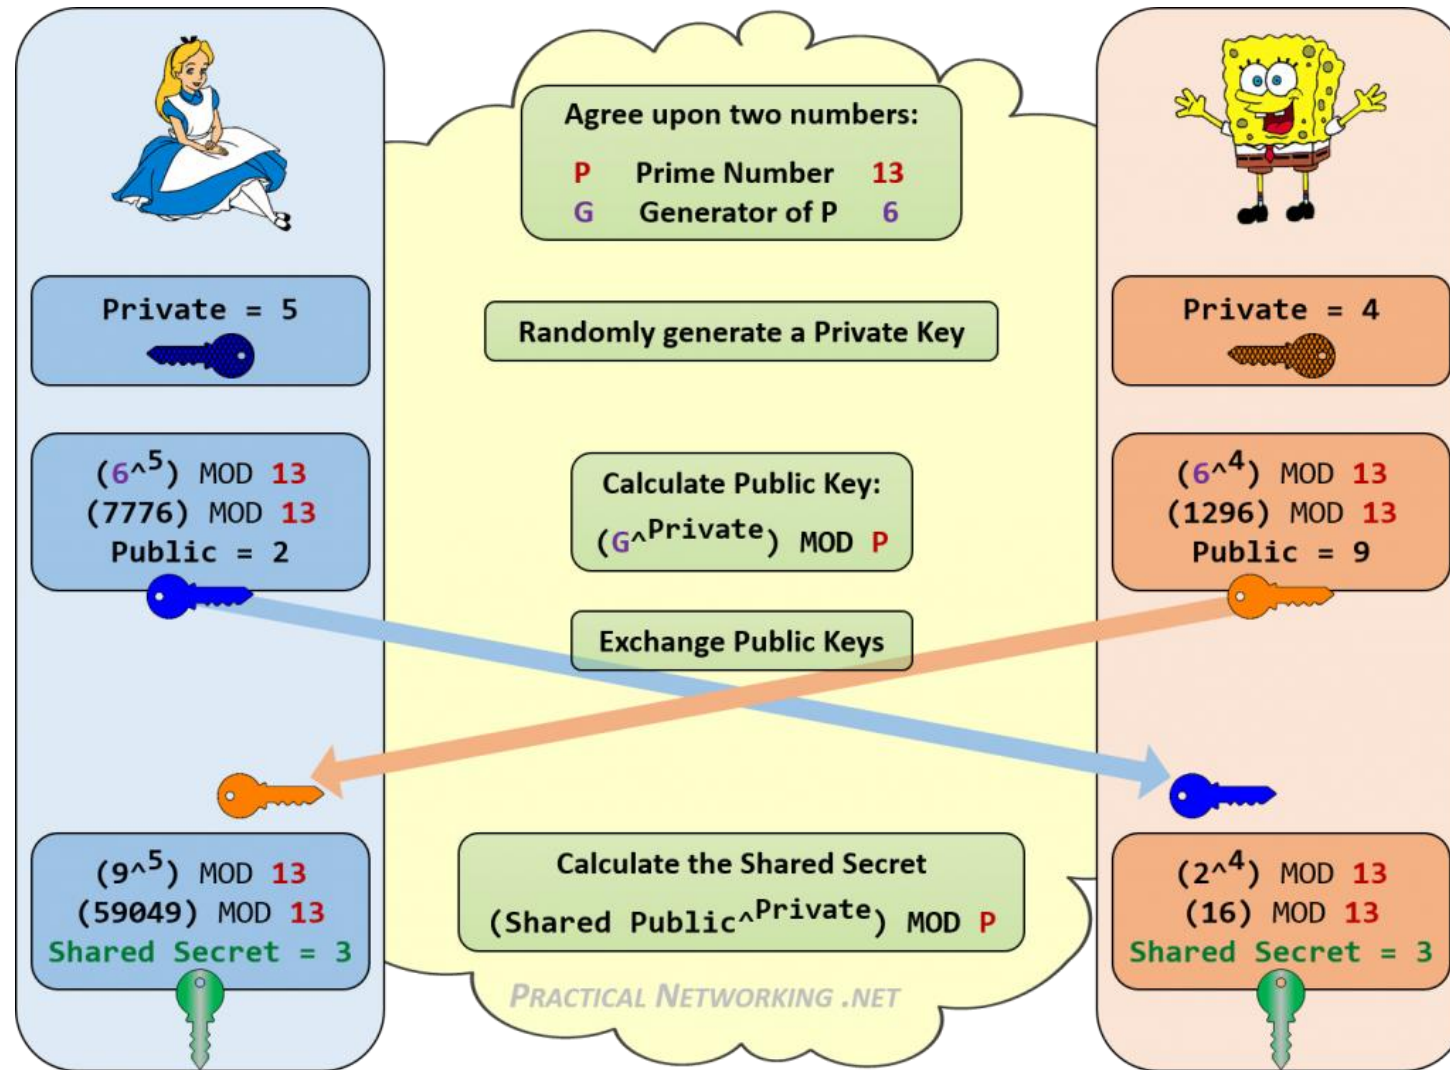 Agree upon two numbers:
P Prime Number 13
G Generator of P 6
Private = 5
Randomly generate a Private Key
Private = 4
(6^5) MOD 13
(7776) MOD 13
Public = 2
Calculate Public Key:
(G^Private) MOD P
(6^4) MOD 13
(1296) MOD 13
Public = 9
Exchange Public Keys
(9^5) MOD 13
(59049) MOD 13
Shared Secret = 3
Calculate the Shared Secret
(Shared Public^Private) MOD P
(2^4) MOD 13
(16) MOD 13
Shared Secret = 3
PRACTICAL NETWORKING .NET